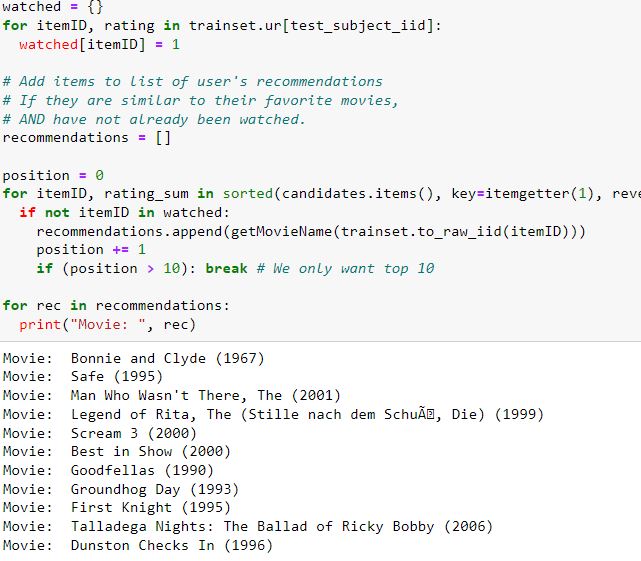 watched = {}
for itemID, rating in trainset.ur[test_subject_iid]:
  watched[itemID] = 1

# Add items to list of user's recommendations
# If they are similar to their favorite movies,
# AND have not already been watched.
recommendations = []

position = 0
for itemID, rating_sum in sorted(candidates.items(), key=itemgetter(1), reve
  if not itemID in watched:
    recommendations.append(getMovieName(trainset.to_raw_iid(itemID)))
    position += 1
    if (position > 10): break # We only want top 10

for rec in recommendations:
  print("Movie: ", rec)
Movie:  Bonnie and Clyde (1967)
Movie:  Safe (1995)
Movie:  Man Who Wasn't There, The (2001)
Movie:  Legend of Rita, The (Stille nach dem SchuÃ, Die) (1999)
Movie:  Scream 3 (2000)
Movie:  Best in Show (2000)
Movie:  Goodfellas (1990)
Movie:  Groundhog Day (1993)
Movie:  First Knight (1995)
Movie:  Talladega Nights: The Ballad of Ricky Bobby (2006)
Movie:  Dunston Checks In (1996)